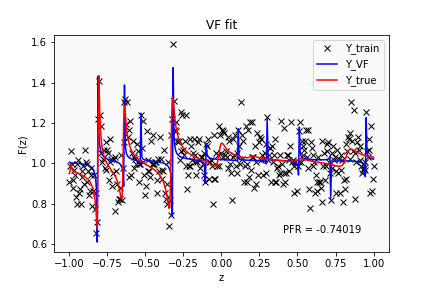 VF fit
Y_train
Y_VF
Y_true
F(z)
1.6
1.4
1.2
1.0
0.8
0.6
PFR = -0.74019
−1.00 −0.75 −0.50 −0.25 0.00 0.25 0.50 0.75 1.00
z